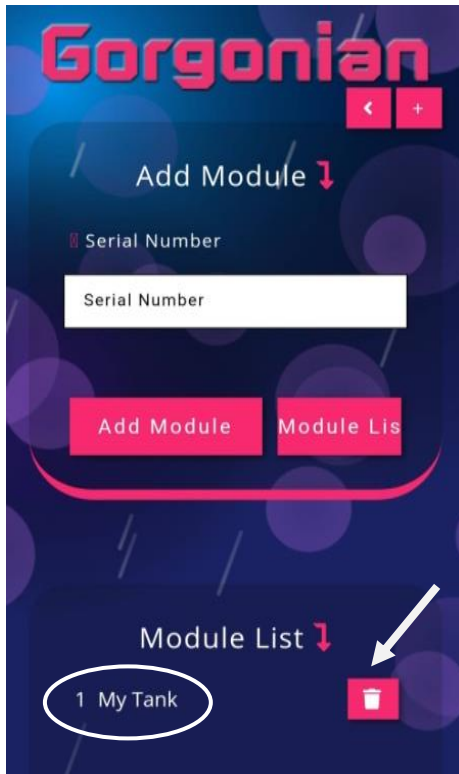 Gorgonian
Add Module
Serial Number
Serial Number
Add Module Module Lis
Module List
1 My Tank